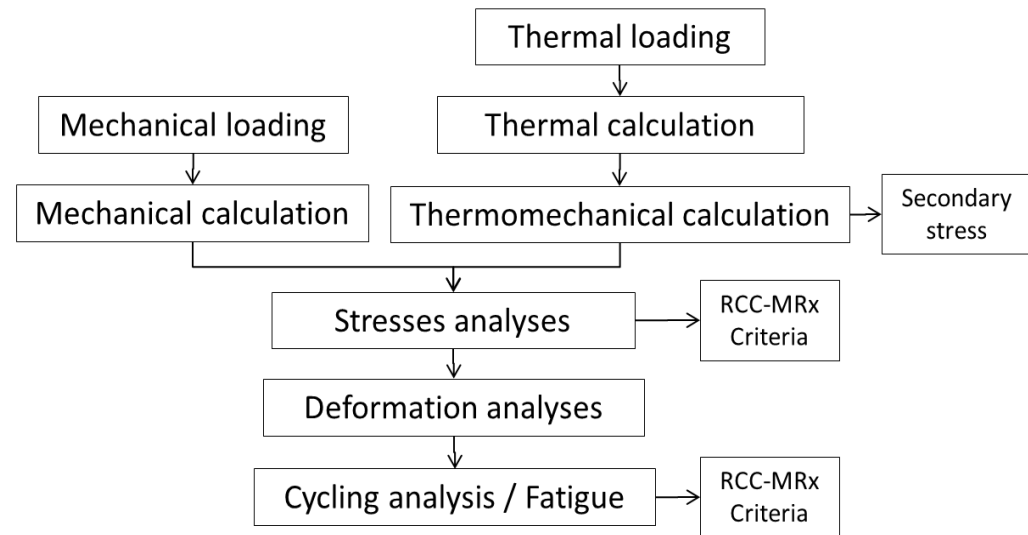 Thermal loading
Mechanical loading
Thermal calculation
Mechanical calculation
Thermomechanical calculation
Secondary
stress
Stresses analyses
RCC-MRx
Criteria
Deformation analyses
Cycling analysis / Fatigue
RCC-MRx
Criteria